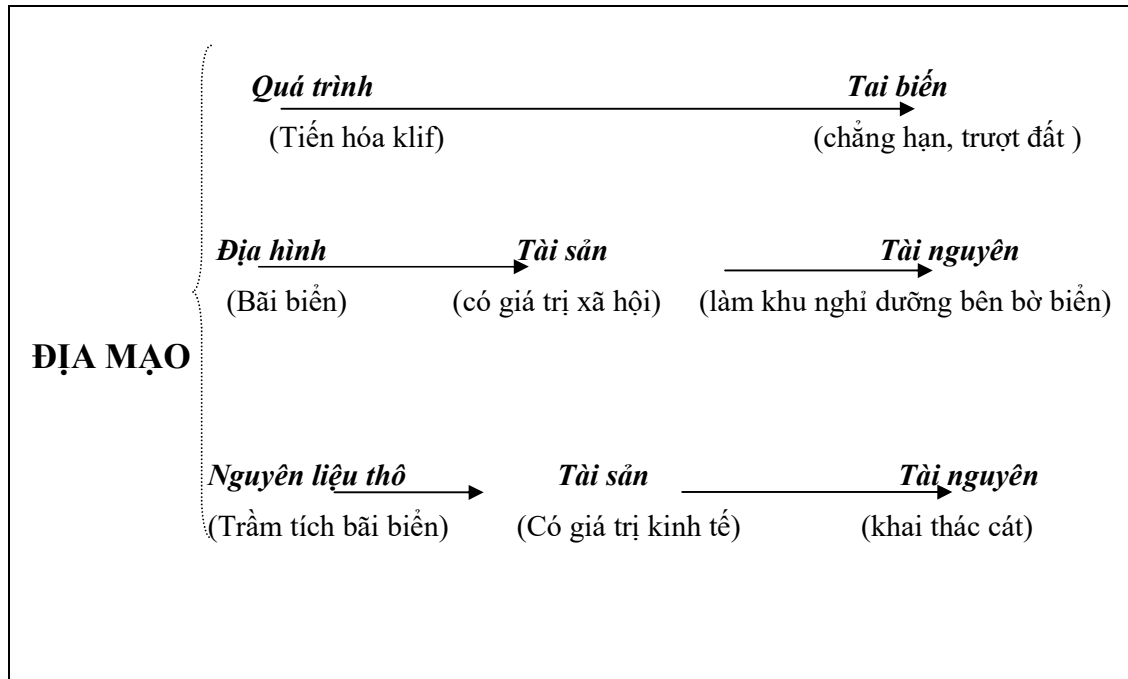 Quá trình Tai biến
(Tiến hóa klif) (chẳng hạn, trượt đất )
Địa hình Tài sản Tài nguyên
(Bãi biển) (có giá trị xã hội) (làm khu nghỉ dưỡng bên bờ biển)
ĐỊA MẠO
Nguyên liệu thô Tài sản Tài nguyên
(Trầm tích bãi biển) (Có giá trị kinh tế) (khai thác cát)